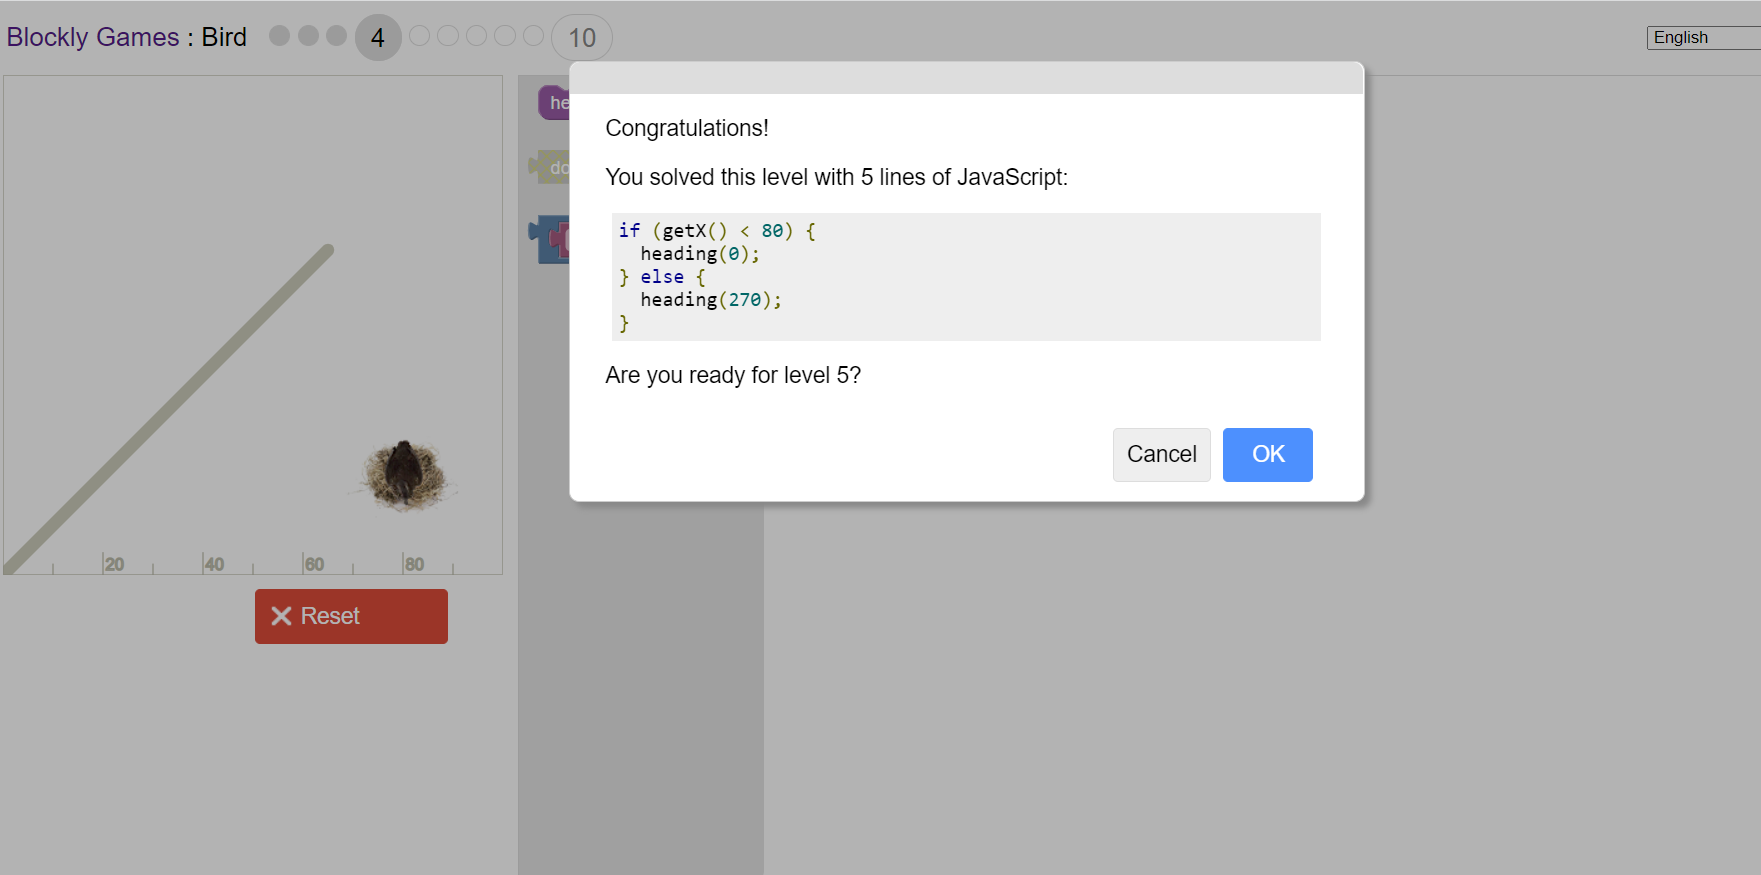 Blockly Games : Bird 4 10
English
he
do
Congratulations!
You solved this level with 5 lines of JavaScript:
if (getX() < 80) {
heading(0);
} else {
heading(270);
}
Are you ready for level 5?
Cancel OK
20 40 60 80
Reset